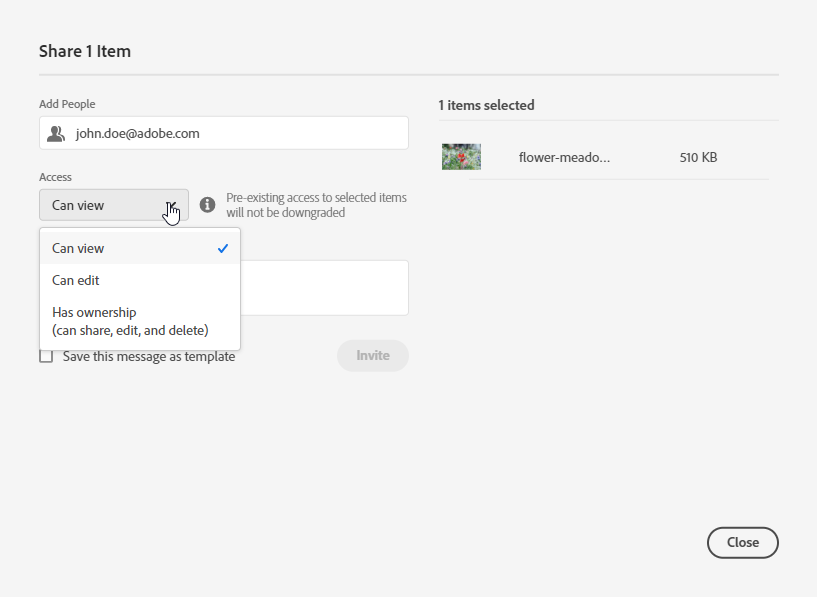 Share 1 Item
Add People
john.doe@adobe.com
Access
Can view
Pre-existing access to selected items
will not be downgraded
Can view
Can edit
Has ownership
(can share, edit, and delete)
Save this message as template
Invite
1 items selected
flower-meado...
510 KB
Close